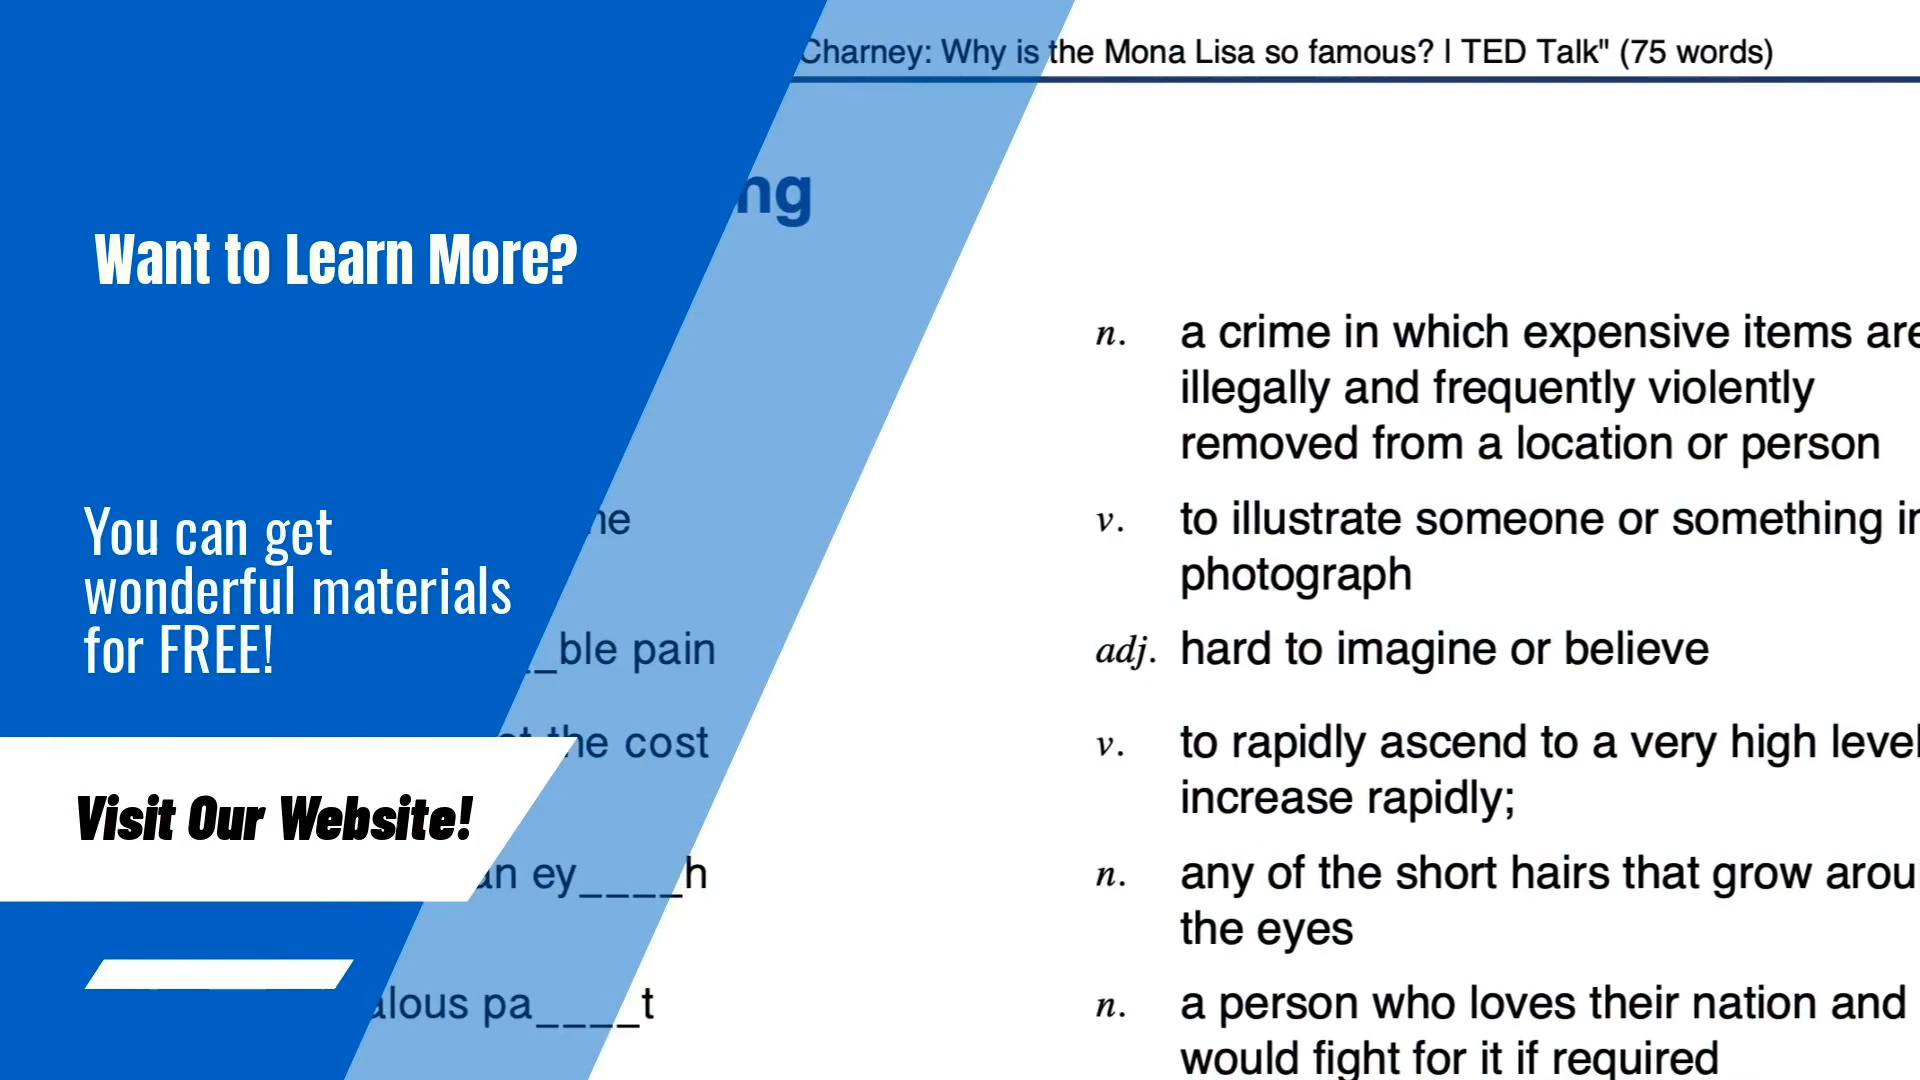 Charney: Why is the Mona Lisa so famous? | TED Talk" (75 words)
ng
Want to Learn More?
You can get
wonderful materials
for FREE!
Visit Our Website!
n. a crime in which expensive items are
illegally and frequently violently
removed from a location or person
v. to illustrate someone or something in
photograph
_ble pain
adj. hard to imagine or believe
the cost
v. to rapidly ascend to a very high level
increase rapidly;
an ey____h
n. any of the short hairs that grow arou
the eyes
alous pa____t
n. a person who loves their nation and
would fight for it if required